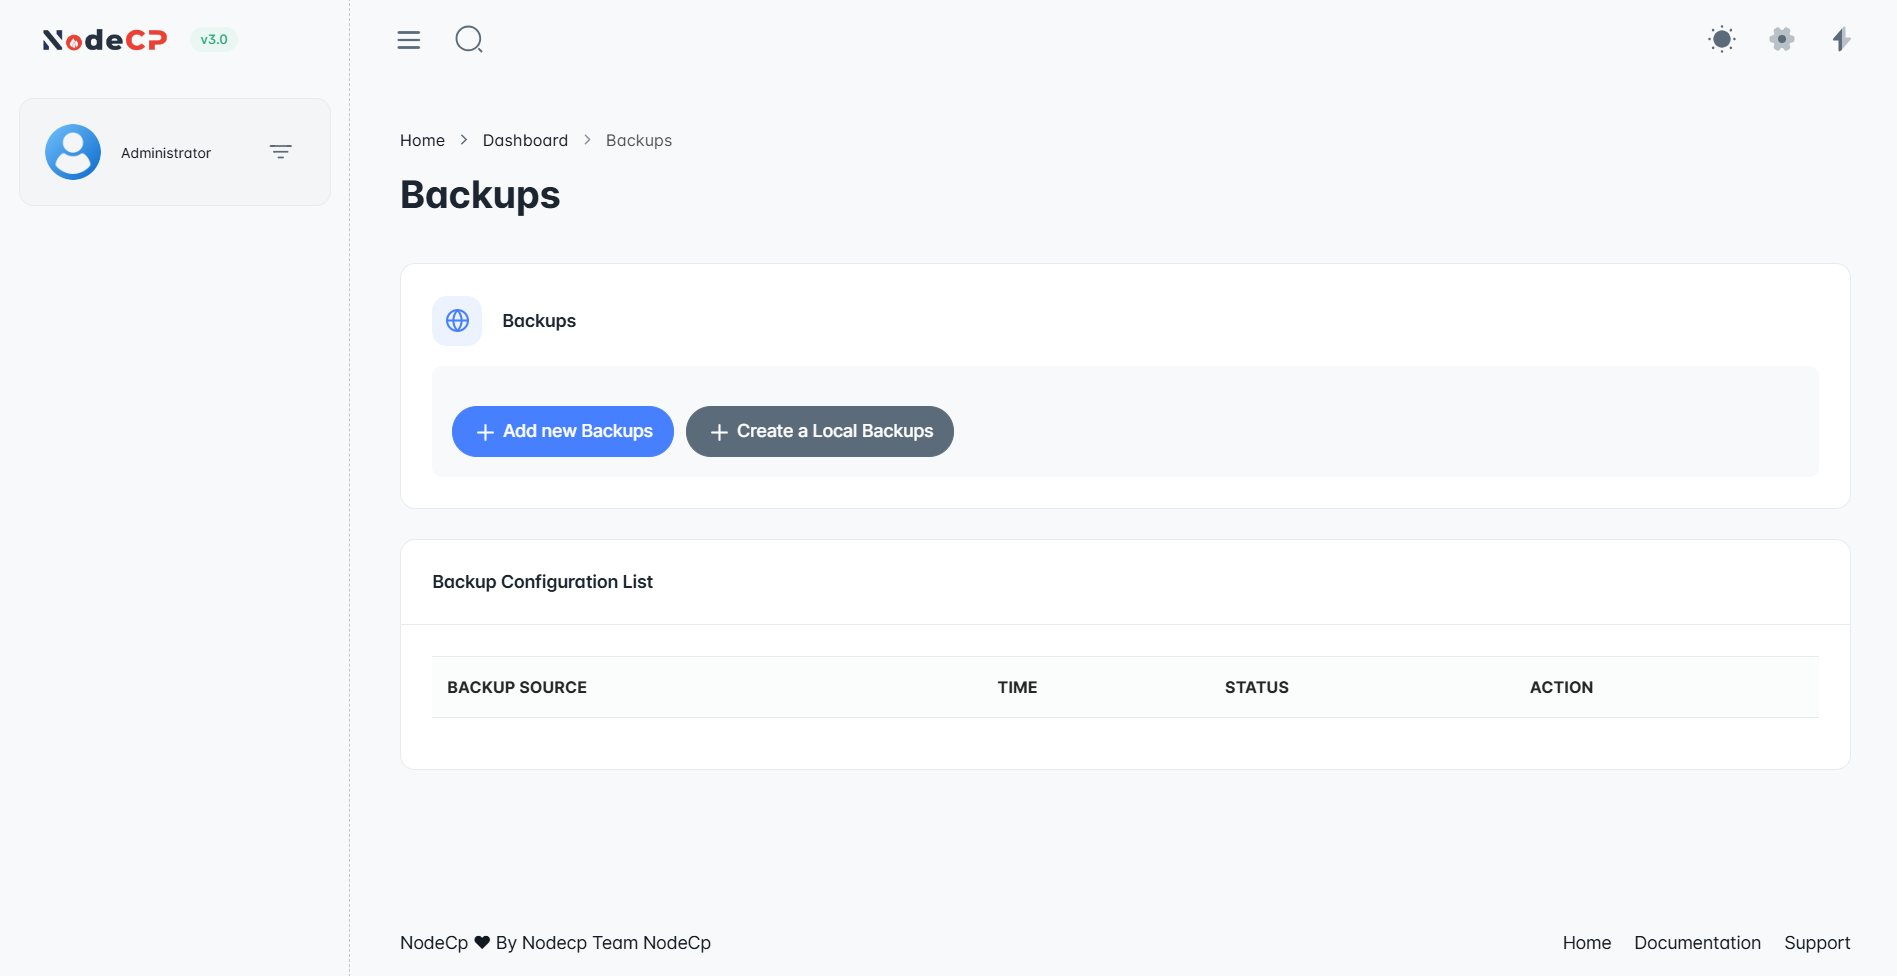 NodeCP v3.0
Administrator
Home Dashboard Backups
Backups
Backups
Add new Backups Create a Local Backups
Backup Configuration List
BACKUP SOURCE TIME STATUS ACTION
NodeCp ♥ By Nodecp Team NodeCp Home Documentation Support